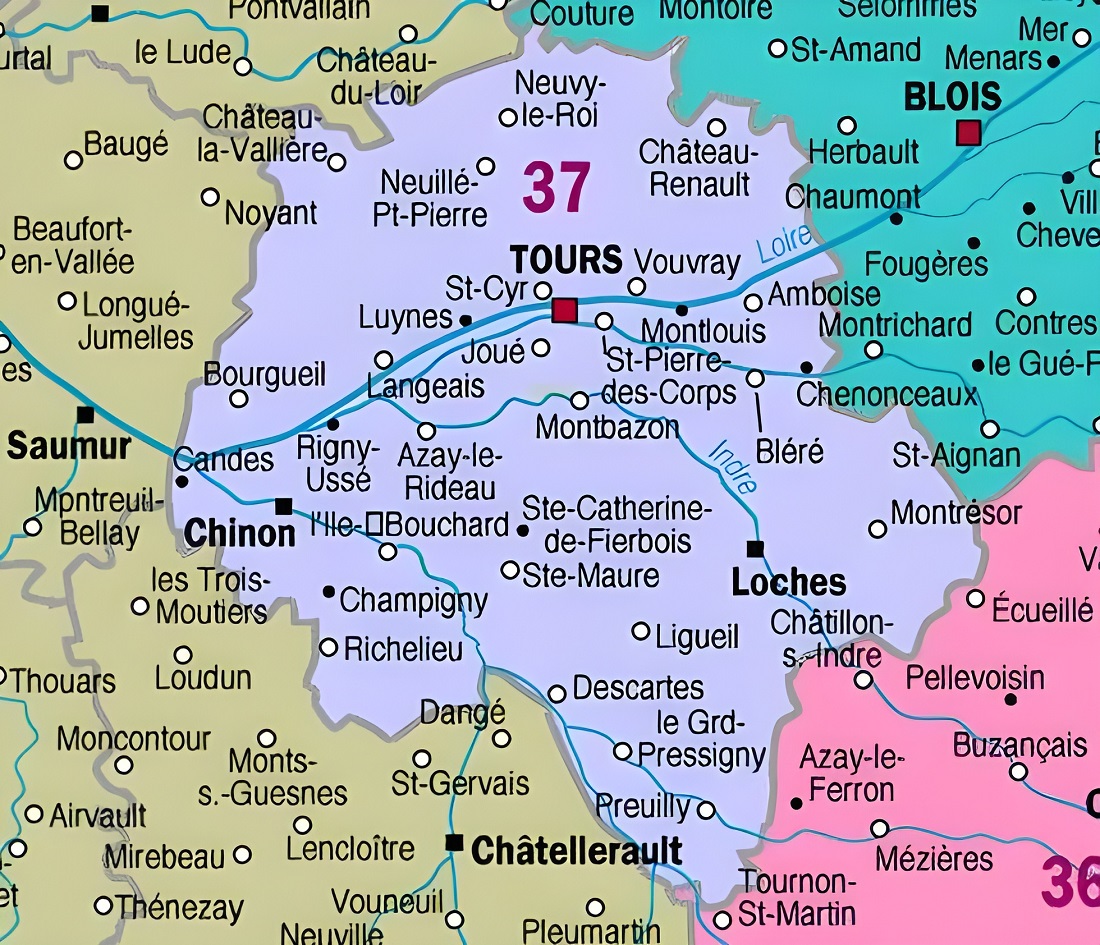 Pontvallain
Couture
Montoire
Selommes
le Lude
Château-
du-Loir
St-Amand
Mer
Menars
Neuvy-
le-Roi
BLOIS
Château-
la-Vallière
Baugé
Château-
Renault
Herbault
Neuillé-
Pt-Pierre
37
Chaumont
Noyant
Beaufort-
en-Vallée
Loire
Fougères
TOURS
Vouvray
St-Cyr
Amboise
Longué-
Jumelles
Luynes
Montlouis
Montrichard
Contres
Joué
St-Pierre-
des-Corps
le Gué-P
Bourgueil
Langeais
Chenonceaux
Montbazon
Saumur
Candes
Rigny-
Ussé
Azay-le-
Rideau
Indre
Bléré
St-Aignan
Mpntreuil-
Bellay
Chinon
l'Ile-□Bouchard
Ste-Catherine-
de-Fierbois
Montrésor
les Trois-
Moutiers
Ste-Maure
Loches
Champigny
Écueillé
Châtillon-
s.-Indre
Richelieu
Ligueil
Thouars
Loudun
Pellevoisin
Descartes
Dangé
le Grd-
Pressigny
Moncontour
Monts-
s.-Guesnes
St-Gervais
Buzançais
Azay-le-
Ferron
Preuilly
Airvault
Mirebeau
Lencloître
Châtellerault
Mézières
36
Thénezay
Vouneuil
Tournon-
St-Martin
Neuville
Pleumartin